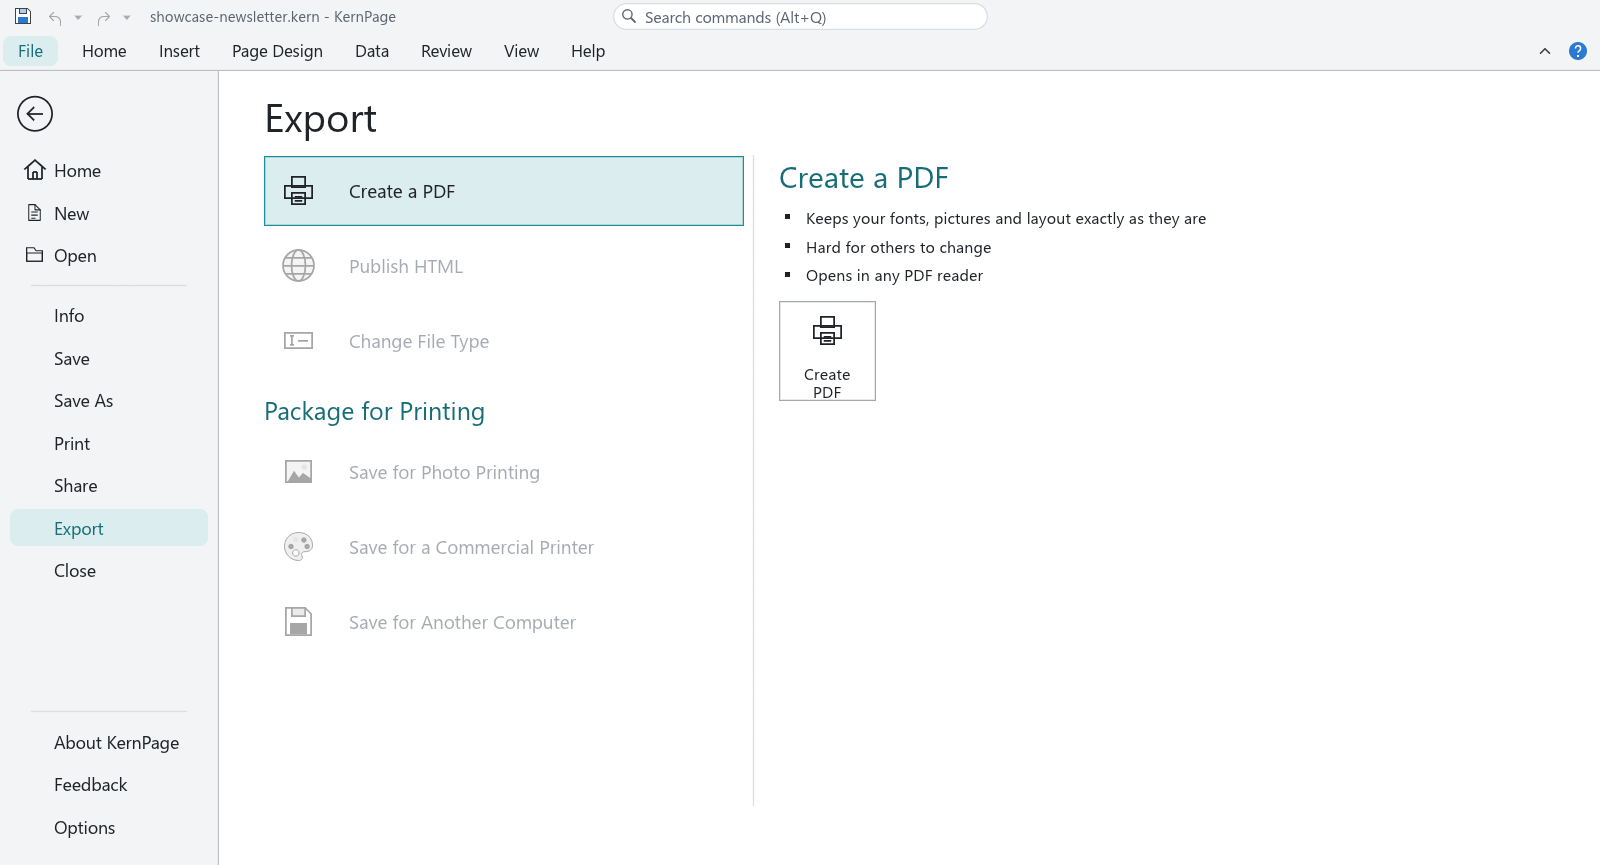 showcase-newsletter.kern - KernPage
Search commands (Alt+Q)
File
Home
Insert
Page Design
Data
Review
View
Help
?
Home
New
Open
Info
Save
Save As
Print
Share
Export
Close
About KernPage
Feedback
Options
Export
Create a PDF
Publish HTML
Change File Type
Package for Printing
Save for Photo Printing
Save for a Commercial Printer
Save for Another Computer
Create a PDF
Keeps your fonts, pictures and layout exactly as they are
Hard for others to change
Opens in any PDF reader
Create
PDF